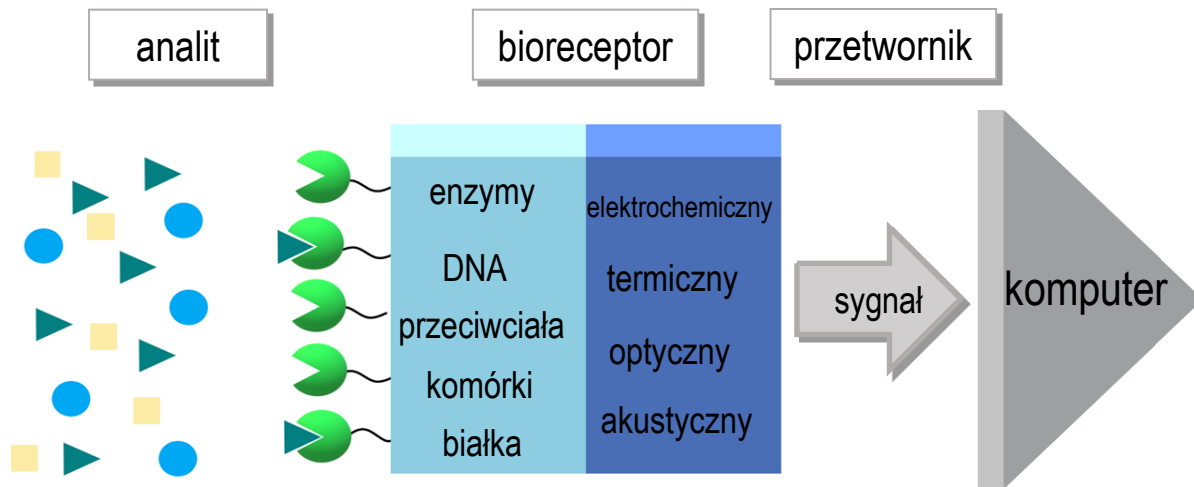 analit
bioreceptor
przetwornik
enzymy
DNA
przeciwciała
komórki
białka
elektrochemiczny
termiczny
optyczny
akustyczny
sygnał
komputer